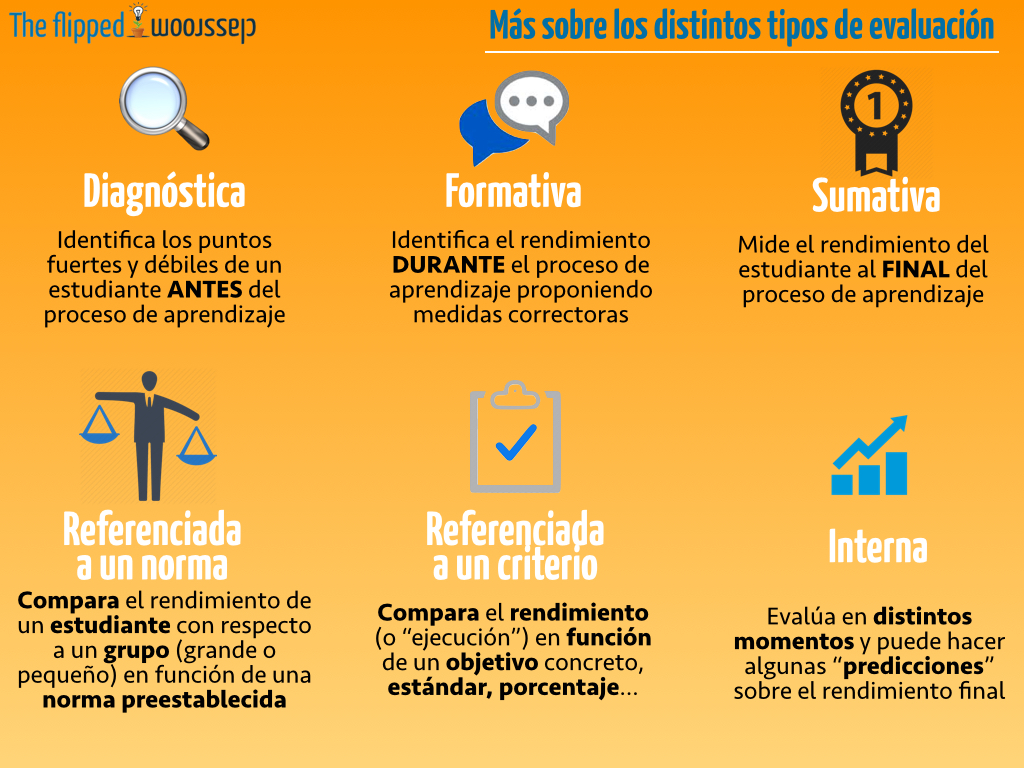 The flipped classroom
Más sobre los distintos tipos de evaluación
1
Diagnóstica
Identifica los puntos
fuertes y débiles de un
estudiante ANTES del
proceso de aprendizaje
Formativa
Identifica el rendimiento
DURANTE el proceso de
aprendizaje proponiendo
medidas correctoras
Sumativa
Mide el rendimiento del
estudiante al FINAL del
proceso de aprendizaje
Referenciada
a un norma
Compara el rendimiento de
un estudiante con respecto
a un grupo (grande o
pequeño) en función de una
norma preestablecida
Referenciada
a un criterio
Compara el rendimiento
(o “ejecución”) en función
de un objetivo concreto,
estándar, porcentaje...
Interna
Evalúa en distintos
momentos y puede hacer
algunas “predicciones”
sobre el rendimiento final